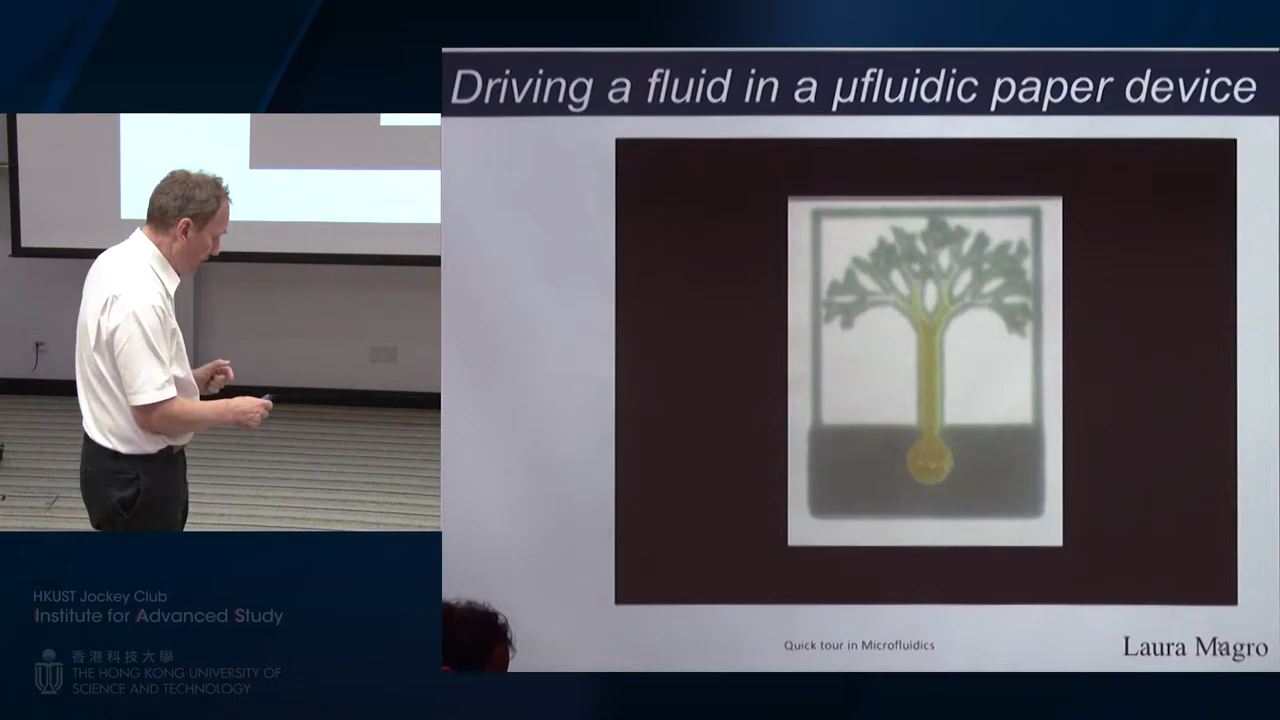 Driving a fluid in a µfluidic paper device
Quick tour in Microfluidics
Laura Magro
HKUST Jockey Club
Institute for Advanced Study
香港科技大學
THE HONG KONG UNIVERSITY OF
SCIENCE AND TECHNOLOGY